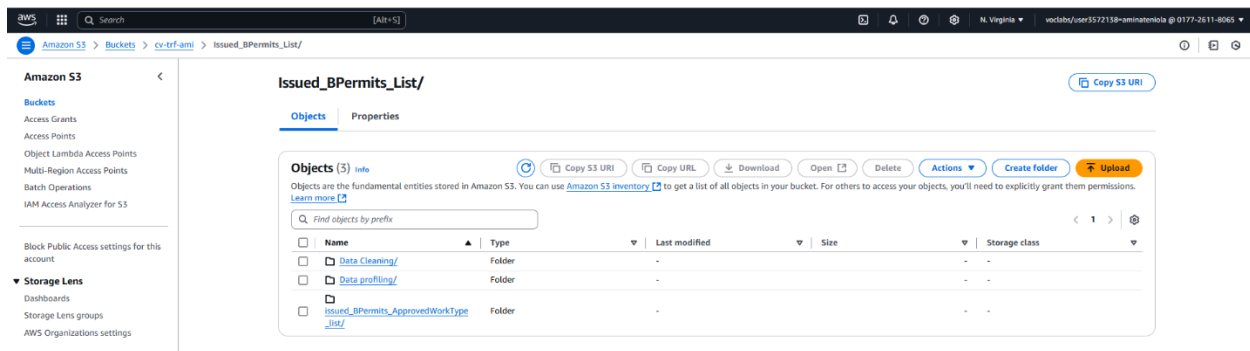 aws
Search
[Alt+S]
N. Virginia ▼
voclabs/user3572138=aminateniola @ 0177-2611-8065 ▼
Amazon S3 > Buckets > cv-trf-ami > Issued_BPermits_List/
Amazon S3
Buckets
Access Grants
Access Points
Object Lambda Access Points
Multi-Region Access Points
Batch Operations
IAM Access Analyzer for S3
Block Public Access settings for this
account
▼ Storage Lens
Dashboards
Storage Lens groups
AWS Organizations settings
Issued_BPermits_List/
Copy S3 URI
Objects
Properties
Objects (3) Info
Copy S3 URI
Copy URL
Download
Open
Delete
Actions ▼
Create folder
Upload
Objects are the fundamental entities stored in Amazon S3. You can use Amazon S3 inventory to get a list of all objects in your bucket. For others to access your objects, you'll need to explicitly grant them permissions.
Learn more
Find objects by prefix
< 1 >
Name ▲ | Type ▼ | Last modified ▼ | Size ▼ | Storage class ▼
Data Cleaning/ Folder - - -
Data profiling/ Folder - - -
issued_BPermits_ApprovedWorkType Folder - - -
_list/